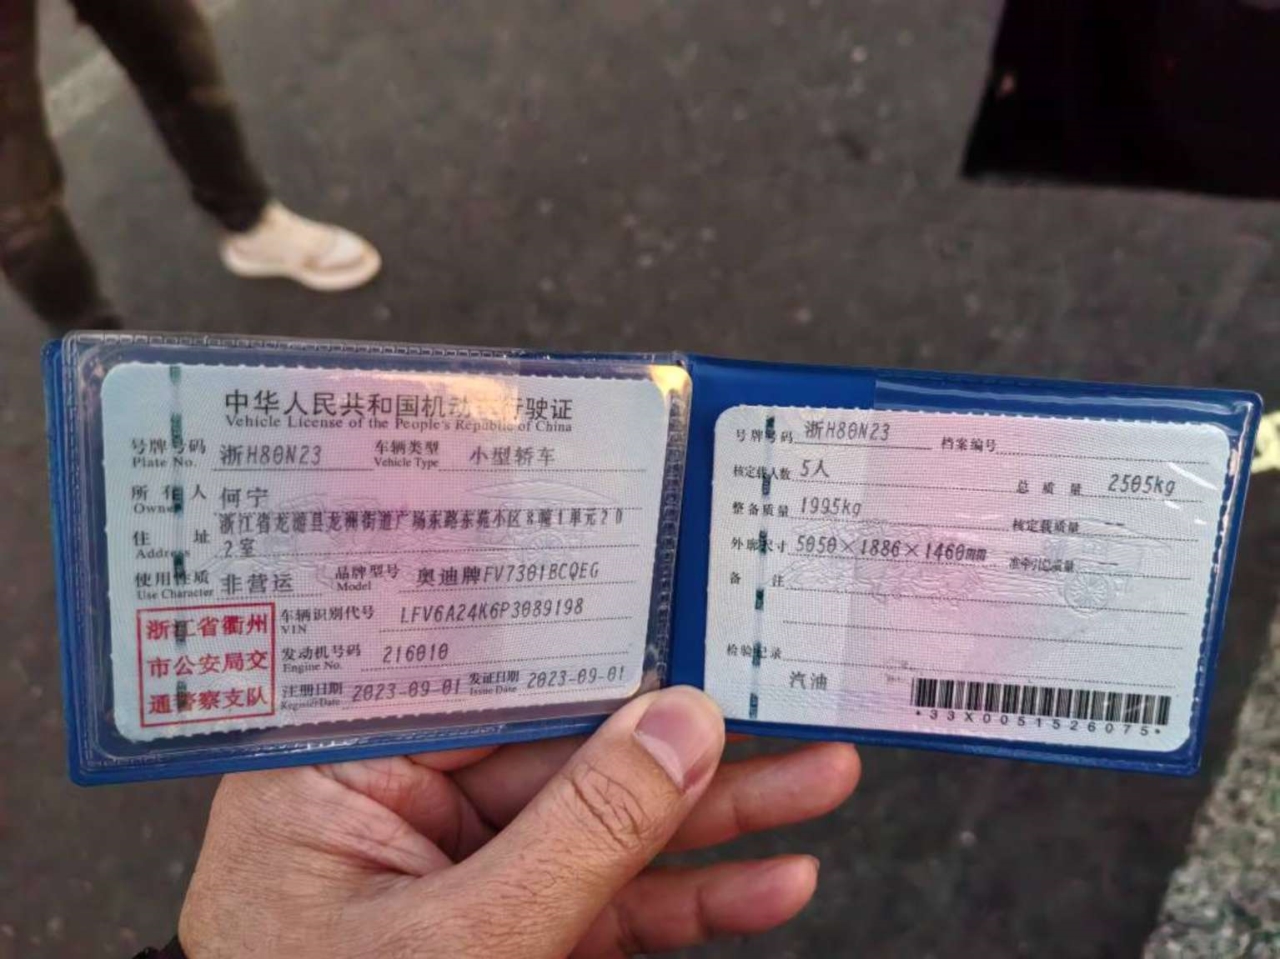 中华人民共和国机动 行驶证
Vehicle License of the People's Republic of China
号牌号码 Plate No. 浙H80N23 车辆类型 Vehicle Type 小型轿车
所有人 Owner 何宁
住址 Address 浙江省龙游县龙洲街道广场东路东苑小区8幢1单元20
2室
使用性质 Use Character 非营运 品牌型号 Model 奥迪牌FV7301BCQEG
浙江省衢州
市公安局交
通警察支队
车辆识别代号 VIN LFV6A24K6P3089198
发动机号码 Engine No. 216010
注册日期 Register Date 2023-09-01 发证日期 Issue Date 2023-09-01
号牌号码 浙H80N23 档案编号
核定载人数 5人 总质量 2505kg
整备质量 1995kg 核定载质量 --
外廓尺寸 5050×1886×1460mm 准牵引总质量 --
备注
检验记录
汽油
*33X0051526075*